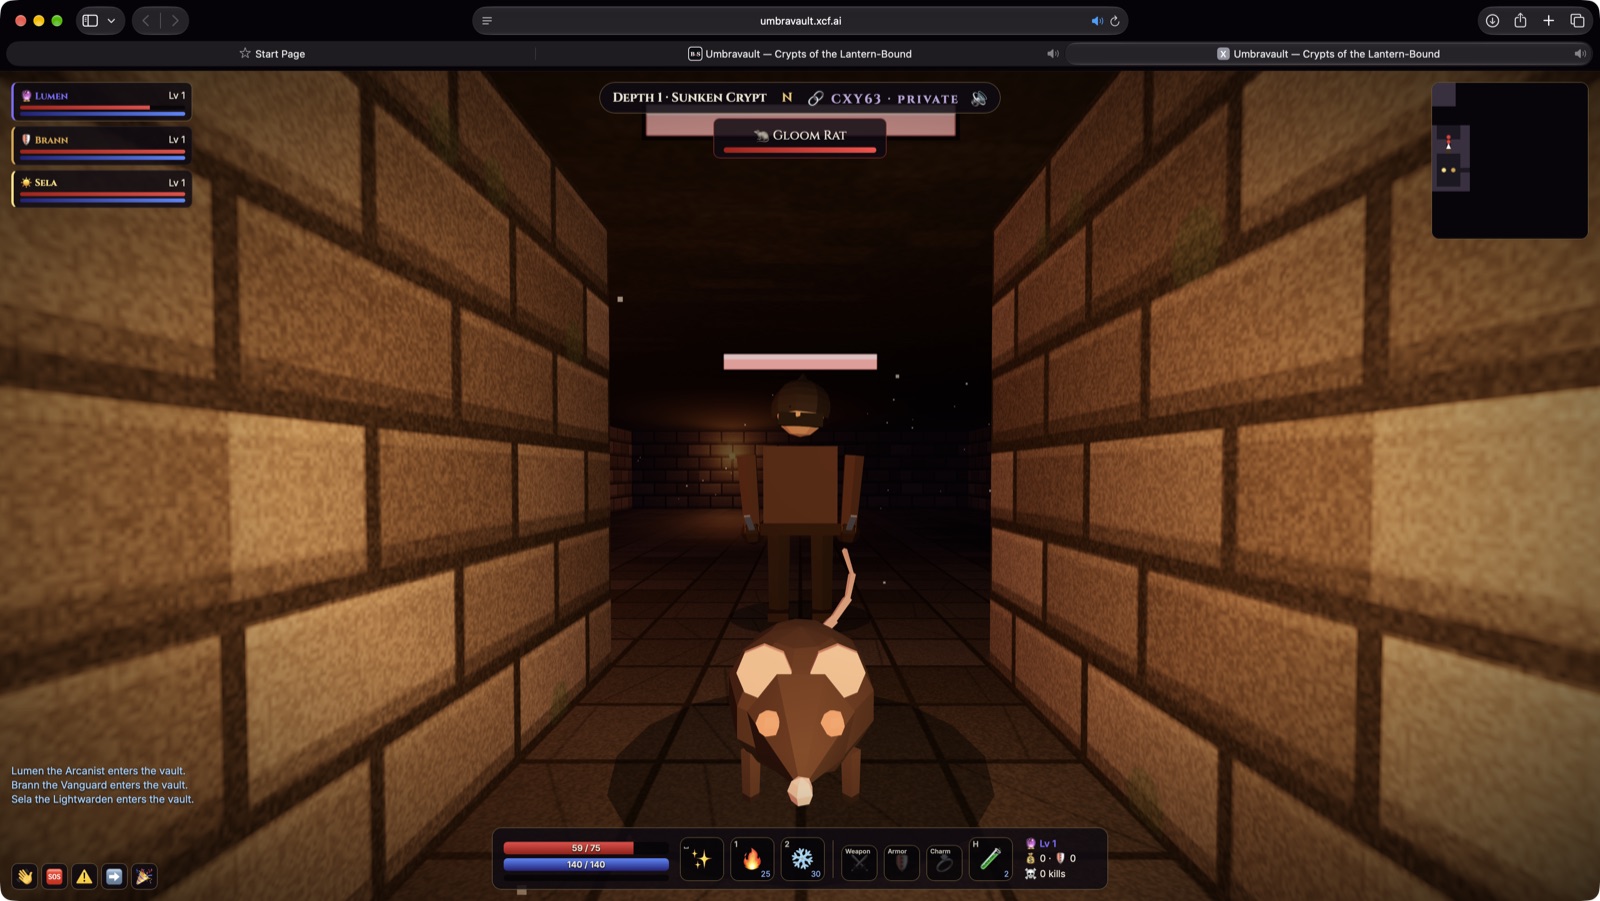 umbravault.xcf.ai
Start Page
Umbravault — Crypts of the Lantern-Bound
Umbravault — Crypts of the Lantern-Bound
LUMEN Lv 1
BRANN Lv 1
SELA Lv 1
DEPTH 1 · SUNKEN CRYPT N CXY63 · PRIVATE
GLOOM RAT
Lumen the Arcanist enters the vault.
Brann the Vanguard enters the vault.
Sela the Lightwarden enters the vault.
SOS
59 / 75
140 / 140
1
25
2
30
Weapon
Armor
Charm
H
2
Lv 1
0 · 0
0 kills